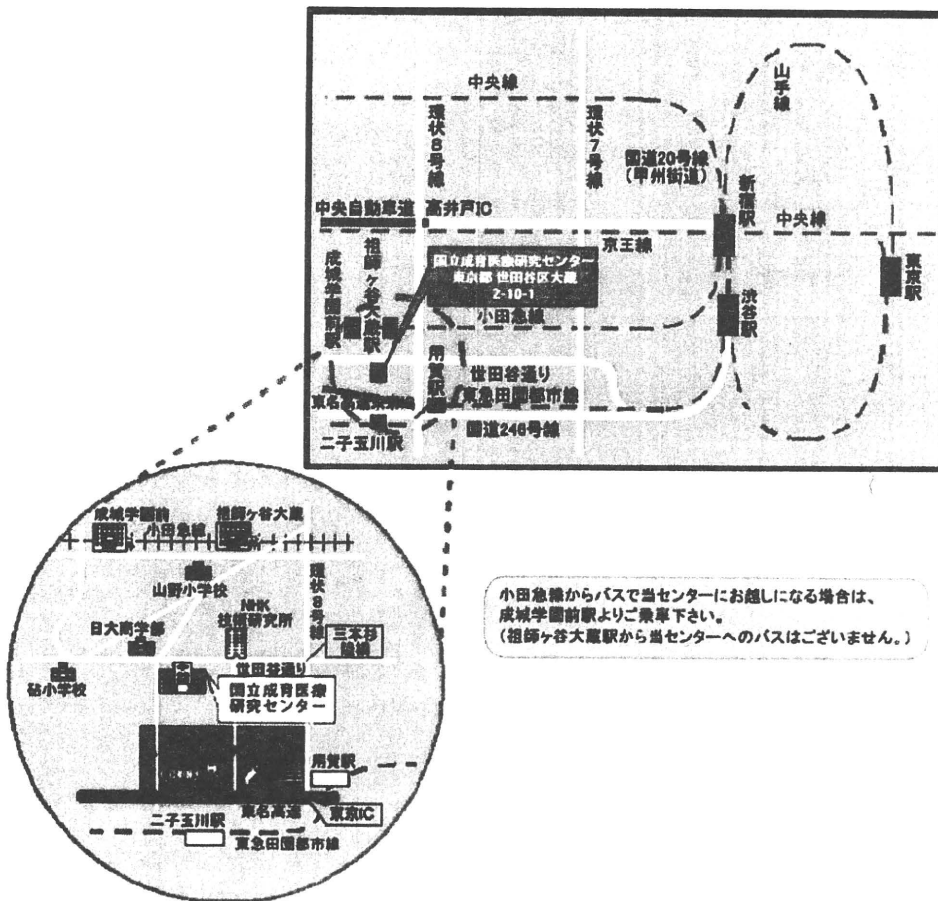 中央線
山手線
環状8号線
環状7号線
国道20号線
(甲州街道)
新宿駅
中央自動車道
高井戸IC
中央線
京王線
東京駅
成城学園前駅
祖師ヶ谷大蔵駅
国立成育医療研究センター
東京都 世田谷区大蔵
2-10-1
渋谷駅
小田急線
用賀駅
世田谷通り
東急田園都市線
二子玉川駅
国道246号線
成城学園前
祖師ヶ谷大蔵
小田急線
山野小学校
環状8号線
NHK
技術研究所
日大商学部
三本杉
陸橋
砧小学校
世田谷通り
国立成育医療
研究センター
用賀駅
東名高速
東京IC
二子玉川駅
東急田園都市線
小田急線からバスで当センターにお越しになる場合は、
成城学園前駅よりご乗車下さい。
(祖師ヶ谷大蔵駅から当センターへのバスはございません。)